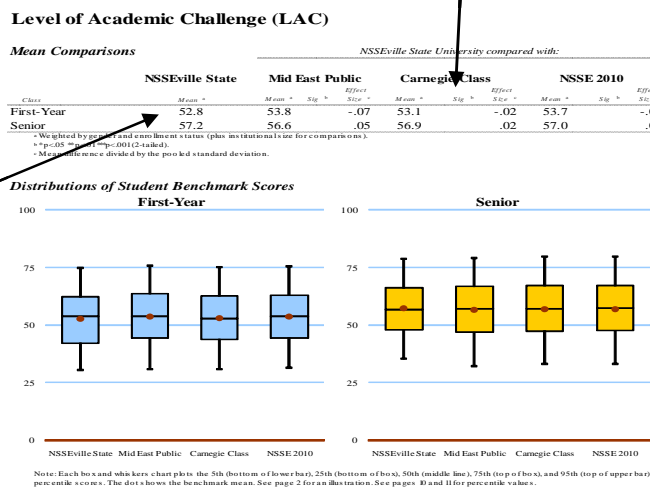 Level of Academic Challenge (LAC)
Mean Comparisons
NSSEville State University compared with:
NSSEville State Mid East Public Carnegie Class NSSE 2010
Effect Effect
Class Mean a Mean a Sig b Size c Mean a Sig b Size c Mean a Sig b
First-Year 52.8 53.8 -.07 53.1 -.02 53.7
Senior 57.2 56.6 .05 56.9 .02 57.0
a Weighted by gender and enrollment status (plus institutional size for comparisons).
b *p<.05 **p<.01 ***p<.001 (2-tailed).
c Mean difference divided by the pooled standard deviation.
Distributions of Student Benchmark Scores
First-Year Senior
100 100
75 75
50 50
25 25
0 0
NSSEville State Mid East Public Carnegie Class NSSE 2010 NSSEville State Mid East Public Carnegie Class NSSE 2010
Note: Each box and whiskers chart plots the 5th (bottom of lower bar), 25th (bottom of box), 50th (middle line), 75th (top of box), and 95th (top of upper bar)
percentile scores. The dot shows the benchmark mean. See page 2 for an illustration. See pages 10 and 11 for percentile values.